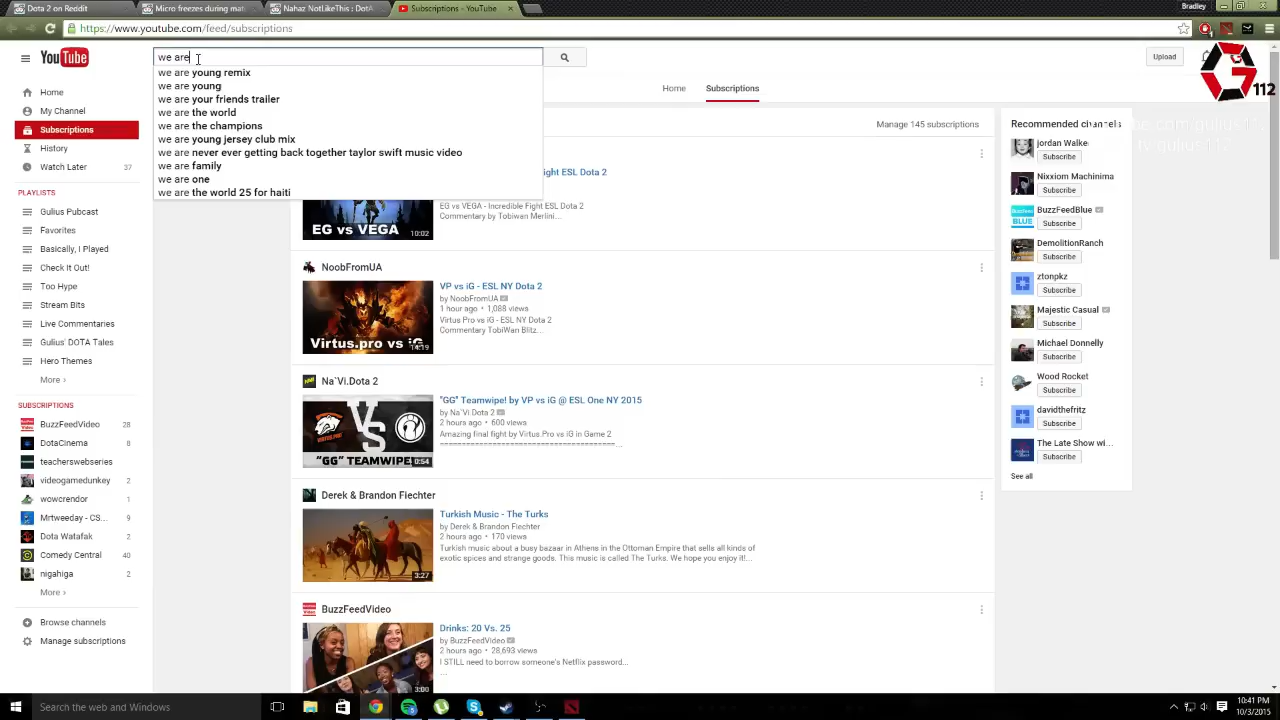 Dota 2 on Reddit
Micro freezes during matche
Nachos NotLikeThis : DotA2
Subscriptions - YouTube
Bradley
https://www.youtube.com/feed/subscriptions
YouTube
we are
Upload
we are young remix
we are young
we are your friends trailer
we are the world
we are the champions
we are young jersey club mix
we are never ever getting back together taylor swift music video
we are family
we are one
we are the world 25 for haiti
G 112
Home
My Channel
Subscriptions
History
Watch Later 37
PLAYLISTS
Gulius Pubcast
Favorites
Basically, I Played
Check It Out!
Too Hype
Stream Bits
Live Commentaries
Gulius' DOTA Tales
Hero Themes
More ›
SUBSCRIPTIONS
BuzzFeedVideo 28
DotaCinema 8
teacherswebseries
videogamedunkey 2
wowcrendor 1
Mrtweeday - CS... 9
Dota Watafak 2
Comedy Central 40
nigahiga 2
More ›
Browse channels
Manage subscriptions
Home
Subscriptions
Manage 145 subscriptions
ight ESL Dota 2
EG vs VEGA - Incredible Fight ESL Dota 2
Commentary by Tobiwan Merlini...
EG vs VEGA
10:02
NoobFromUA
VP vs iG - ESL NY Dota 2
by NoobFromUA
1 hour ago • 1,088 views
Virtus Pro vs iG - ESL NY Dota 2
Commentary TobiWan Blitz...
Virtus.pro vs iG
14:19
Na`Vi.Dota 2
"GG" Teamwipe! by VP vs iG @ ESL One NY 2015
by Na`Vi.Dota 2
2 hours ago • 600 views
Amazing final fight by Virtus.Pro vs iG in Game 2
VS
"GG" TEAMWIPE!
0:54
Derek & Brandon Fiechter
Turkish Music - The Turks
by Derek & Brandon Fiechter
2 hours ago • 170 views
Turkish music about a busy bazaar in Athens in the Ottoman Empire that sells all kinds of
exotic spices and strange goods. This music is called The Turks. We hope you enjoy it!...
3:27
BuzzFeedVideo
Drinks: 20 Vs. 25
by BuzzFeedVideo
2 hours ago • 28,693 views
I STILL need to borrow someone's Netflix password...
...
3:00
Recommended channels
jordan Walke
Subscribe
Nixxiom Machinima
Subscribe
BuzzFeedBlue
Subscribe
DemolitionRanch
Subscribe
ztonpkz
Subscribe
Majestic Casual
Subscribe
Michael Donnelly
Subscribe
Wood Rocket
Subscribe
davidthefritz
Subscribe
The Late Show wi...
Subscribe
See all
Search the web and Windows
10:41 PM
10/3/2015